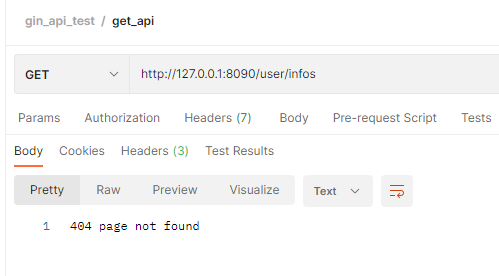 gin_api_test / get_api
GET http://127.0.0.1:8090/user/infos
Params Authorization Headers (7) Body Pre-request Script Tests
Body Cookies Headers (3) Test Results
Pretty Raw Preview Visualize Text
1 404 page not found